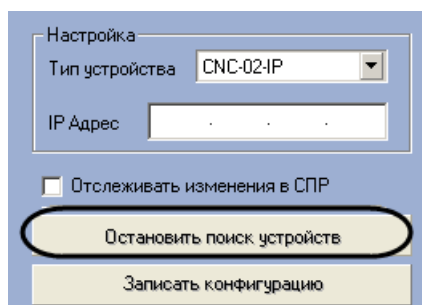 Настройка
Тип устройства CNC-02-IP
IP Адрес . . .
Отслеживать изменения в СПР
Остановить поиск устройств
Записать конфигурацию